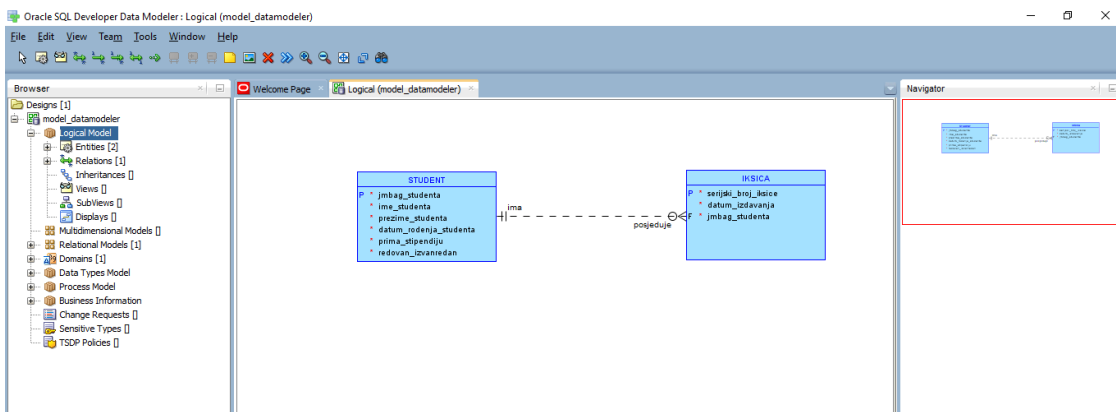 Oracle SQL Developer Data Modeler : Logical (model_datamodeler)
File Edit View Team Tools Window Help
Browser
Designs [1]
model_datamodeler
Logical Model
Entities [2]
Relations [1]
Inheritances []
Views []
SubViews []
Displays []
Multidimensional Models []
Relational Models [1]
Domains [1]
Data Types Model
Process Model
Business Information
Change Requests []
Sensitive Types []
TSDP Policies []
Welcome Page
Logical (model_datamodeler)
STUDENT
P * jmbag_studenta
* ime_studenta
* prezime_studenta
* datum_rodenja_studenta
* prima_stipendiju
* redovan_izvanredan
ima
posjeduje
IKSICA
P * serijski_broj_iksice
* datum_izdavanja
F * jmbag_studenta
Navigator